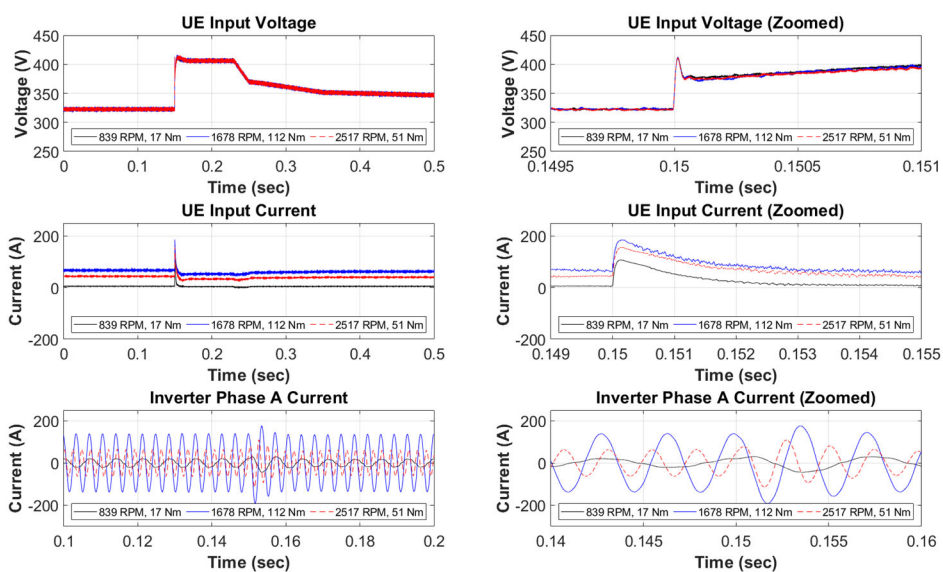 UE Input Voltage
450
400
350
300
250
Voltage (V)
839 RPM, 17 Nm 1678 RPM, 112 Nm 2517 RPM, 51 Nm
0 0.1 0.2 0.3 0.4 0.5
Time (sec)
UE Input Voltage (Zoomed)
450
400
350
300
250
Voltage (V)
839 RPM, 17 Nm 1678 RPM, 112 Nm 2517 RPM, 51 Nm
0.1495 0.15 0.1505 0.151
Time (sec)
UE Input Current
200
0
-200
Current (A)
839 RPM, 17 Nm 1678 RPM, 112 Nm 2517 RPM, 51 Nm
0 0.1 0.2 0.3 0.4 0.5
Time (sec)
UE Input Current (Zoomed)
200
0
-200
Current (A)
839 RPM, 17 Nm 1678 RPM, 112 Nm 2517 RPM, 51 Nm
0.149 0.15 0.151 0.152 0.153 0.154 0.155
Time (sec)
Inverter Phase A Current
200
0
-200
Current (A)
839 RPM, 17 Nm 1678 RPM, 112 Nm 2517 RPM, 51 Nm
0.1 0.12 0.14 0.16 0.18 0.2
Time (sec)
Inverter Phase A Current (Zoomed)
200
0
-200
Current (A)
839 RPM, 17 Nm 1678 RPM, 112 Nm 2517 RPM, 51 Nm
0.14 0.145 0.15 0.155 0.16
Time (sec)